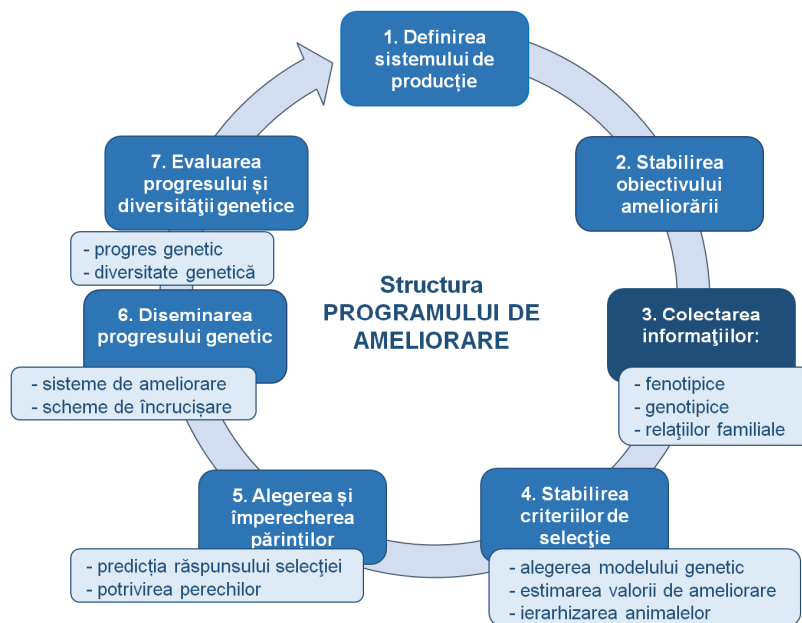 1. Definirea
sistemului de
producție
2. Stabilirea
obiectivului
ameliorării
3. Colectarea
informaţiilor:
- fenotipice
- genotipice
- relaţiilor familiale
4. Stabilirea
criteriilor de
selecţie
- alegerea modelului genetic
- estimarea valorii de ameliorare
- ierarhizarea animalelor
5. Alegerea și
împerecherea
părinților
- predicția răspunsului selecţiei
- potrivirea perechilor
6. Diseminarea
progresului genetic
- sisteme de ameliorare
- scheme de încrucișare
7. Evaluarea
progresului și
diversităţii genetice
- progres genetic
- diversitate genetică
Structura
PROGRAMULUI DE
AMELIORARE